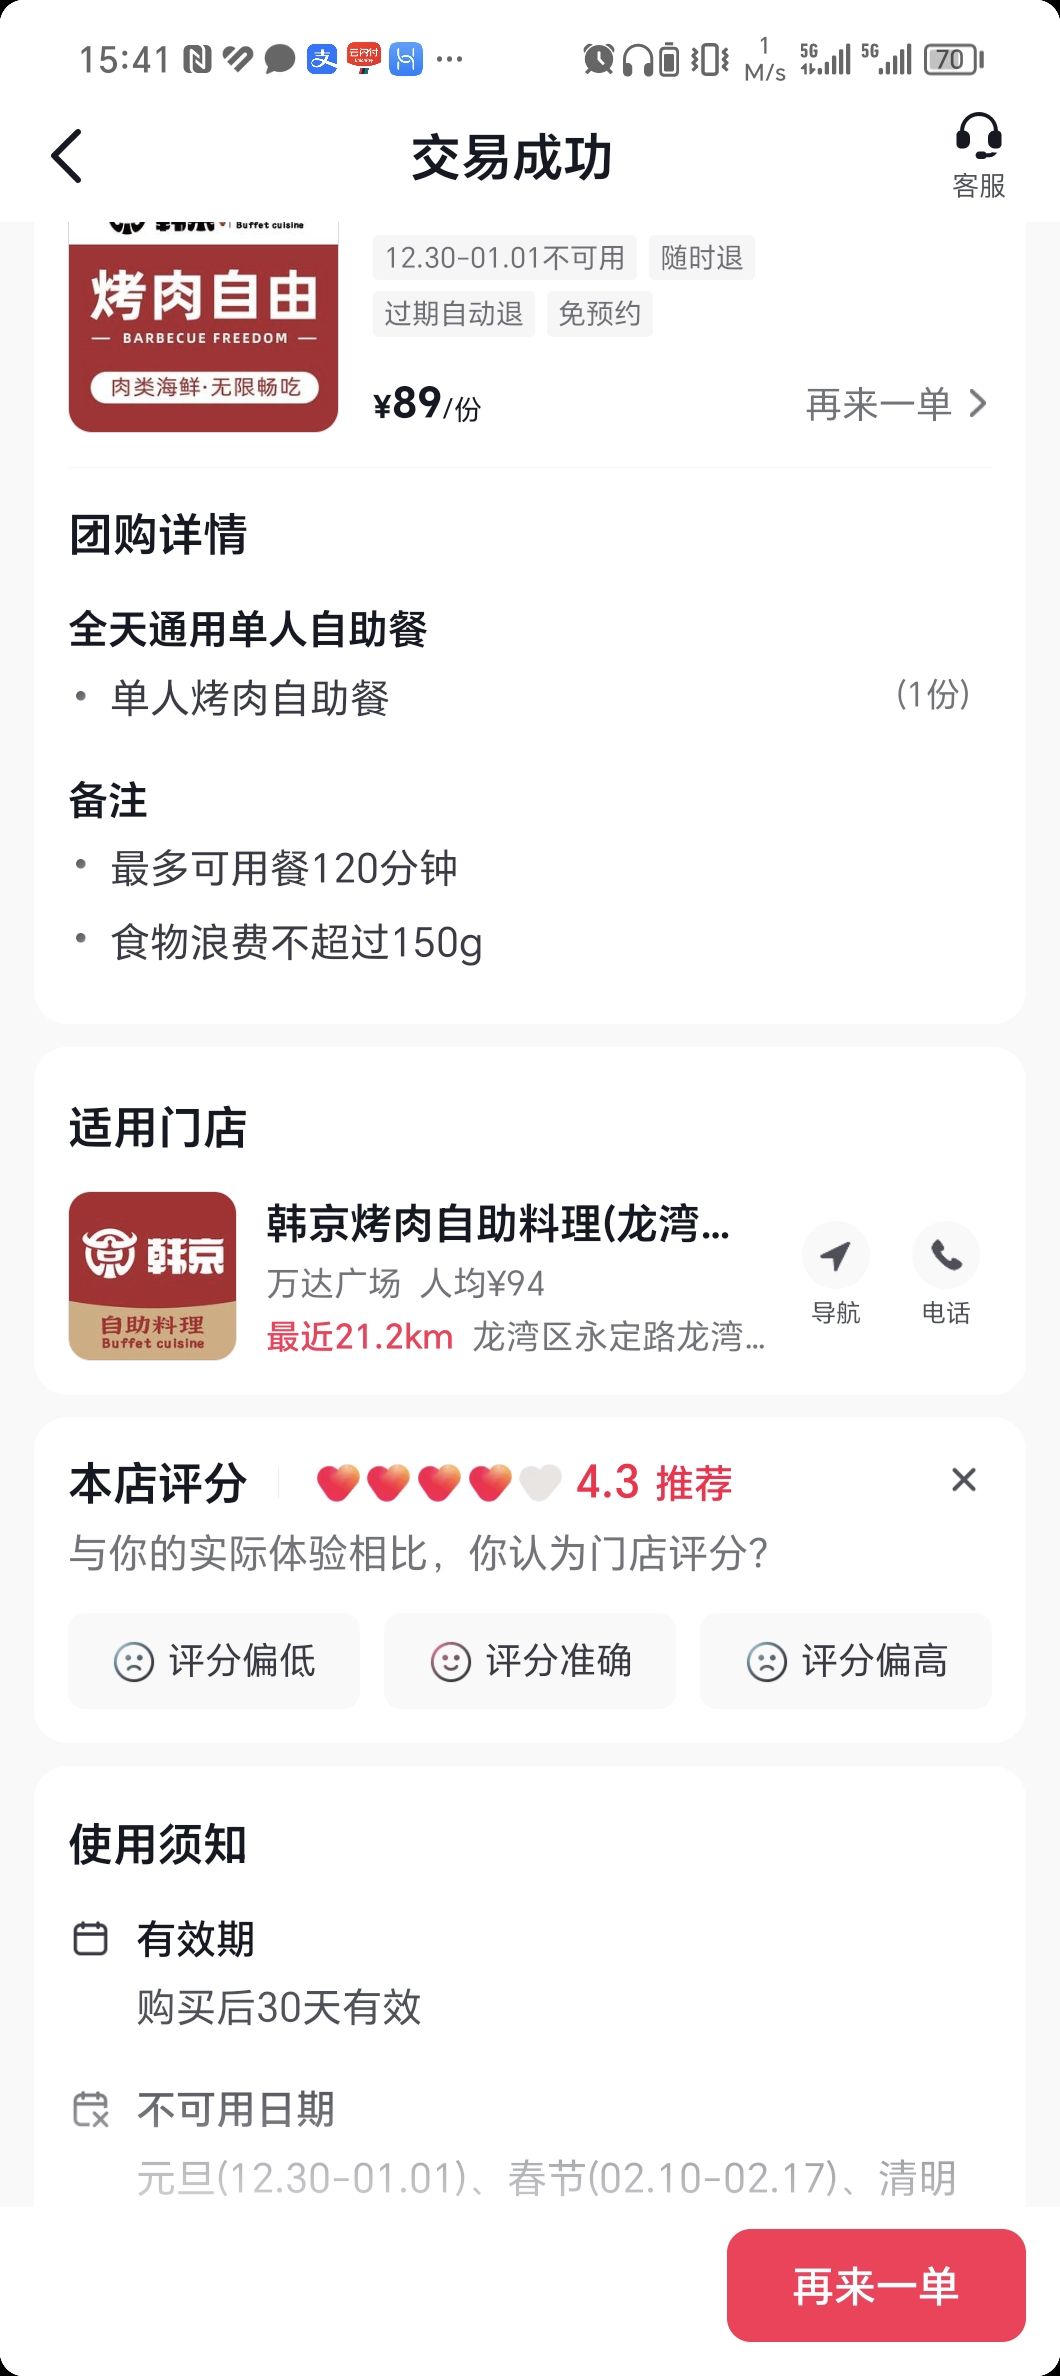 15:41
1
M/s
5G
5G
70
交易成功
客服
Buffet cuisine
烤肉自由
BARBECUE FREEDOM
肉类海鲜·无限畅吃
12.30-01.01不可用
随时退
过期自动退
免预约
¥89/份
再来一单
团购详情
全天通用单人自助餐
• 单人烤肉自助餐 (1份)
备注
• 最多可用餐120分钟
• 食物浪费不超过150g
适用门店
韩京
自助料理
Buffet cuisine
韩京烤肉自助料理(龙湾...
万达广场 人均¥94
最近21.2km 龙湾区永定路龙湾...
导航
电话
本店评分 4.3 推荐
与你的实际体验相比，你认为门店评分?
评分偏低
评分准确
评分偏高
使用须知
有效期
购买后30天有效
不可用日期
元旦(12.30-01.01)、春节(02.10-02.17)、清明
再来一单